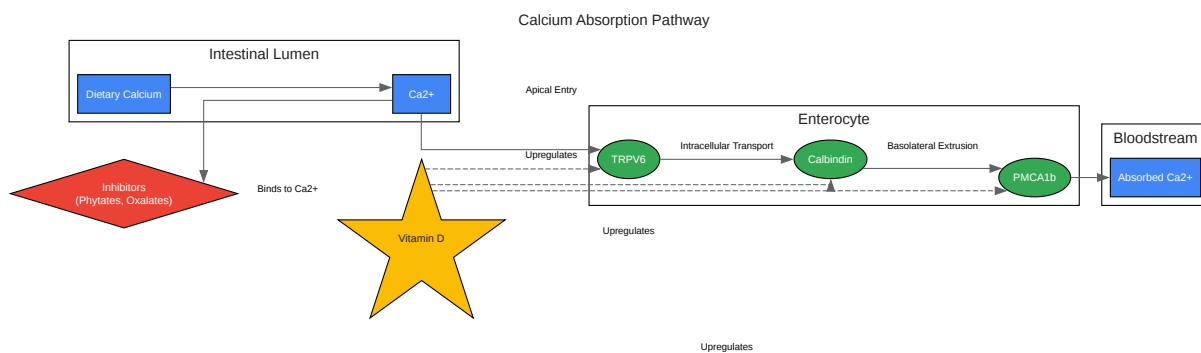 Calcium Absorption Pathway
Intestinal Lumen
Dietary Calcium
Ca2+
Apical Entry
Enterocyte
Bloodstream
TRPV6
Intracellular Transport
Calbindin
Basolateral Extrusion
PMCA1b
Absorbed Ca2+
Upregulates
Inhibitors
(Phytates, Oxalates)
Binds to Ca2+
Vitamin D
Upregulates
Upregulates